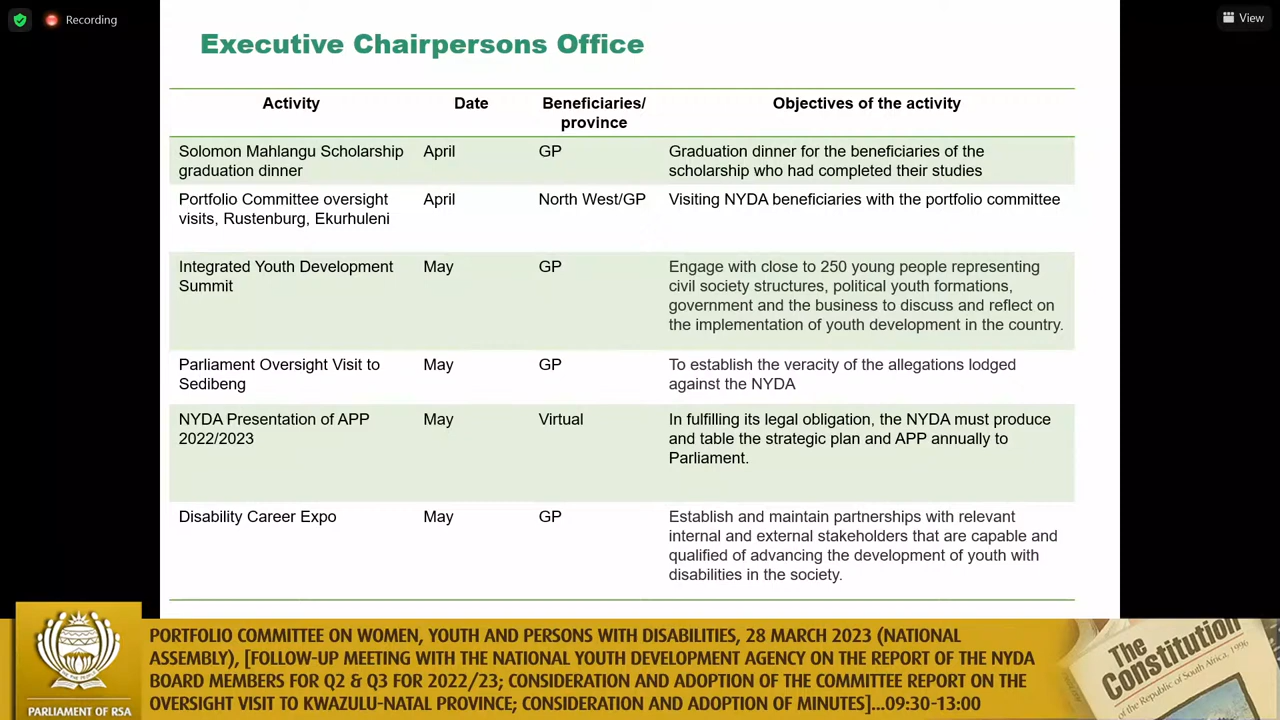 Recording
View
Executive Chairpersons Office
Activity
Date
Beneficiaries/
province
Objectives of the activity
Solomon Mahlangu Scholarship
graduation dinner
April
GP
Graduation dinner for the beneficiaries of the
scholarship who had completed their studies
Portfolio Committee oversight
visits, Rustenburg, Ekurhuleni
April
North West/GP
Visiting NYDA beneficiaries with the portfolio committee
Integrated Youth Development
Summit
May
GP
Engage with close to 250 young people representing
civil society structures, political youth formations,
government and the business to discuss and reflect on
the implementation of youth development in the country.
Parliament Oversight Visit to
Sedibeng
May
GP
To establish the veracity of the allegations lodged
against the NYDA
NYDA Presentation of APP
2022/2023
May
Virtual
In fulfilling its legal obligation, the NYDA must produce
and table the strategic plan and APP annually to
Parliament.
Disability Career Expo
May
GP
Establish and maintain partnerships with relevant
internal and external stakeholders that are capable and
qualified of advancing the development of youth with
disabilities in the society.
PORTFOLIO COMMITTEE ON WOMEN, YOUTH AND PERSONS WITH DISABILITIES, 28 MARCH 2023 (NATIONAL
ASSEMBLY), [FOLLOW-UP MEETING WITH THE NATIONAL YOUTH DEVELOPMENT AGENCY ON THE REPORT OF THE NYDA
BOARD MEMBERS FOR Q2 & Q3 FOR 2022/23; CONSIDERATION AND ADOPTION OF THE COMMITTEE REPORT ON THE
OVERSIGHT VISIT TO KWAZULU-NATAL PROVINCE; CONSIDERATION AND ADOPTION OF MINUTES]...09:30-13:00
PARLIAMENT OF RSA
The
Constitution
of the Republic of South Africa, 1996